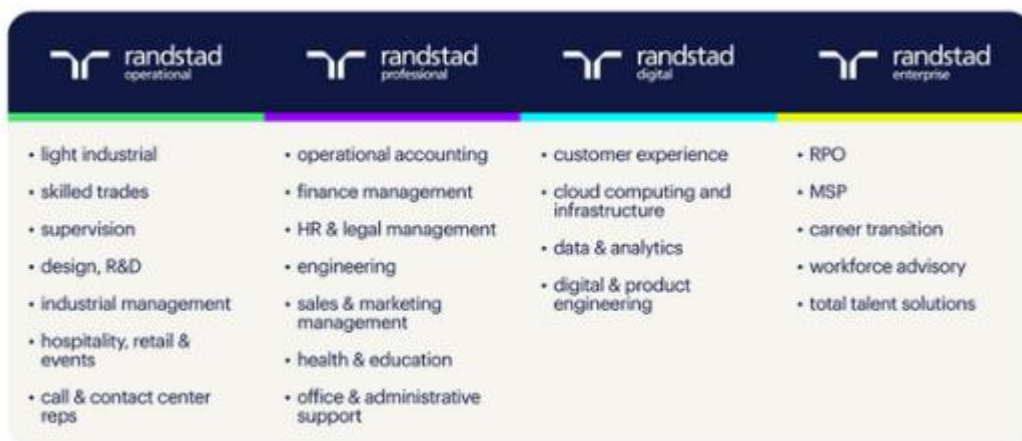 randstad
operational
randstad
professional
randstad
digital
randstad
enterprise
• light industrial
• skilled trades
• supervision
• design, R&D
• industrial management
• hospitality, retail &
events
• call & contact center
reps
• operational accounting
• finance management
• HR & legal management
• engineering
• sales & marketing
management
• health & education
• office & administrative
support
• customer experience
• cloud computing and
infrastructure
• data & analytics
• digital & product
engineering
• RPO
• MSP
• career transition
• workforce advisory
• total talent solutions